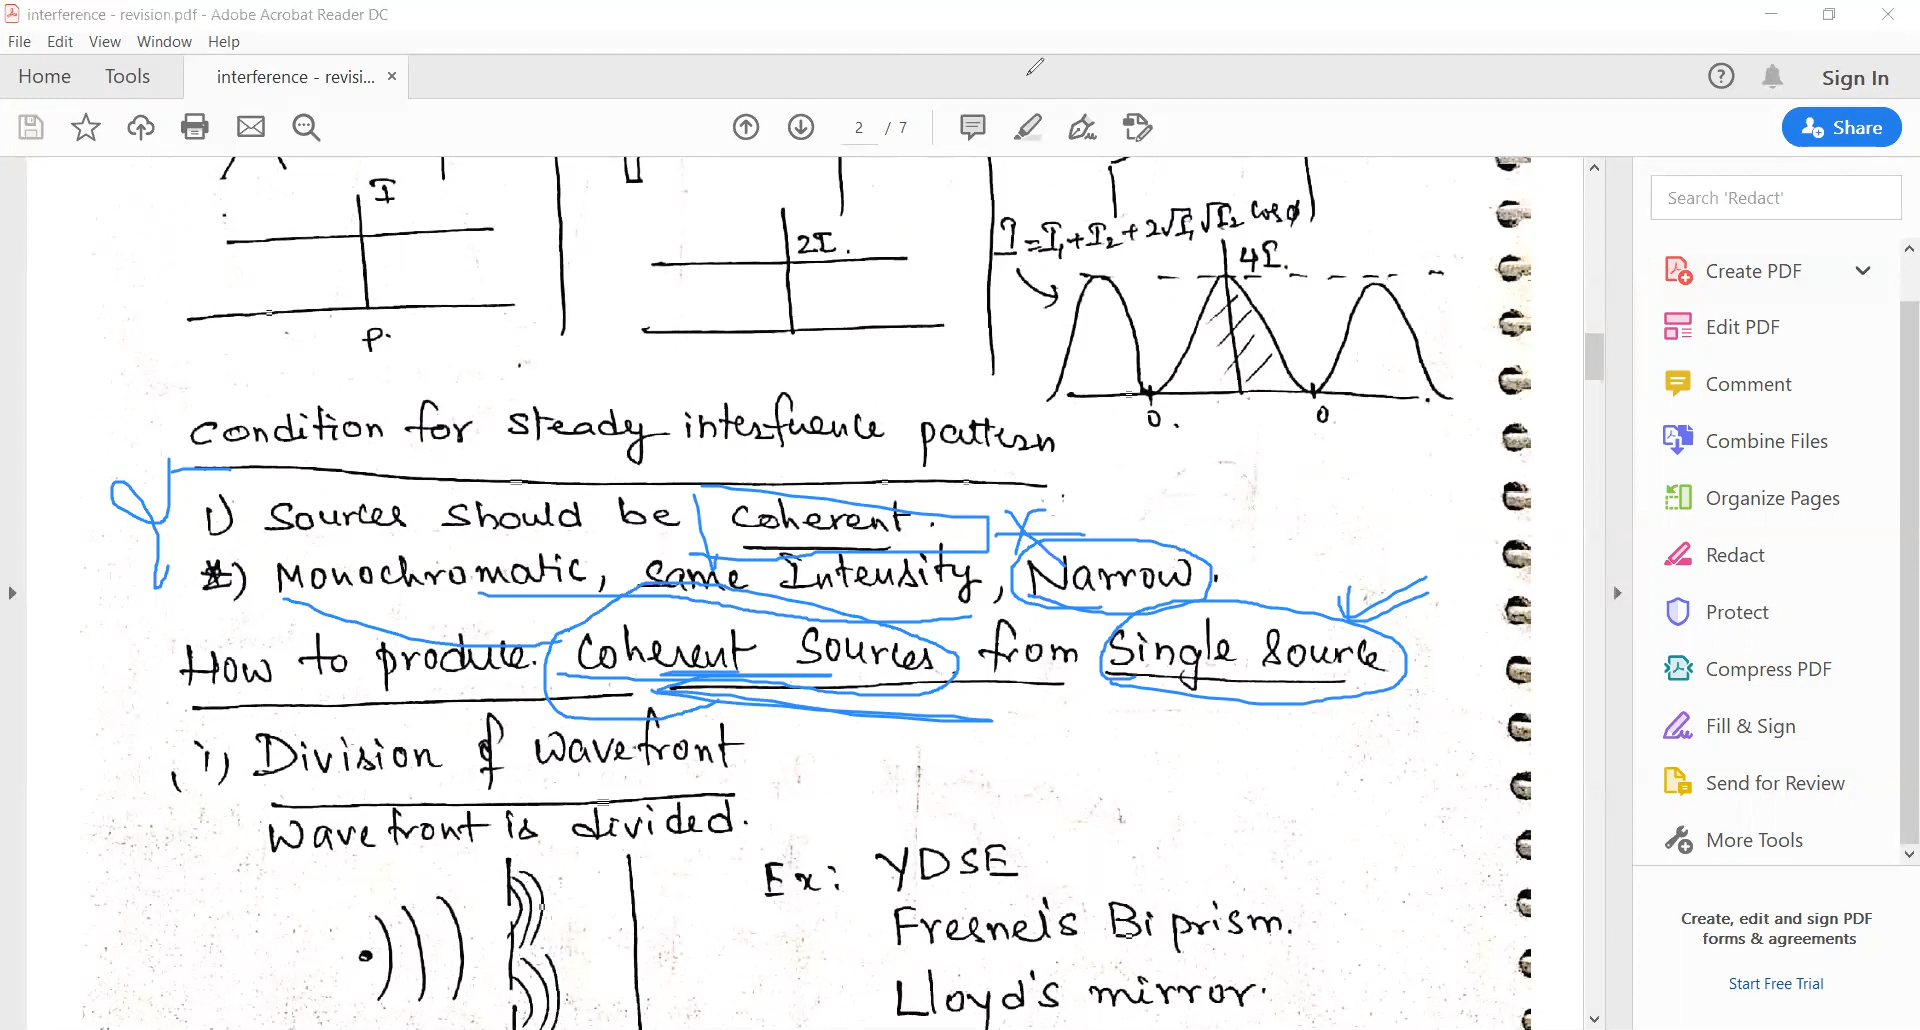 interference - revision.pdf - Adobe Acrobat Reader DC
File Edit View Window Help
Home Tools interference - revisi... × Sign In
2 / 7 Share
I
P.
2I.
I = I₁ + I₂ + 2√I₁ √I₂ cosφ
4I.
0. 0
condition for steady interfuence pattern
i) Sources should be coherent.
2) Monochromatic, same Intensity, Narrow.
How to produce. Coherent Sources from Single Source
i) Division of wavefront
wavefront is divided.
Ex: YDSE
Fresnel's Bi prism.
Lloyd's mirror.
Search 'Redact'
Create PDF
Edit PDF
Comment
Combine Files
Organize Pages
Redact
Protect
Compress PDF
Fill & Sign
Send for Review
More Tools
Create, edit and sign PDF
forms & agreements
Start Free Trial